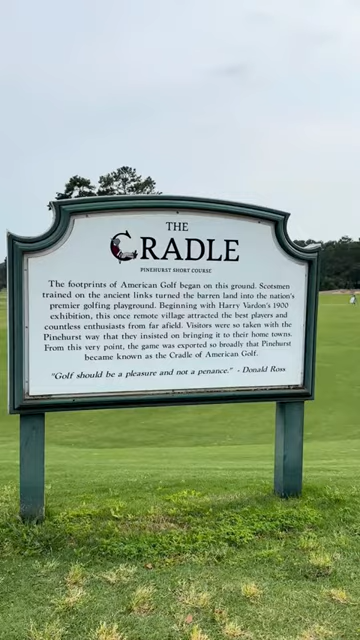 THE
CRADLE
PINEHURST SHORT COURSE
The footprints of American Golf began on this ground. Scotsmen
trained on the ancient links turned the barren land into the nation's
premier golfing playground. Beginning with Harry Vardon's 1900
exhibition, this once remote village attracted the best players and
countless enthusiasts from far afield. Visitors were so taken with the
Pinehurst way that they insisted on bringing it to their home towns.
From this very point, the game was exported so broadly that Pinehurst
became known as the Cradle of American Golf.
"Golf should be a pleasure and not a penance." - Donald Ross